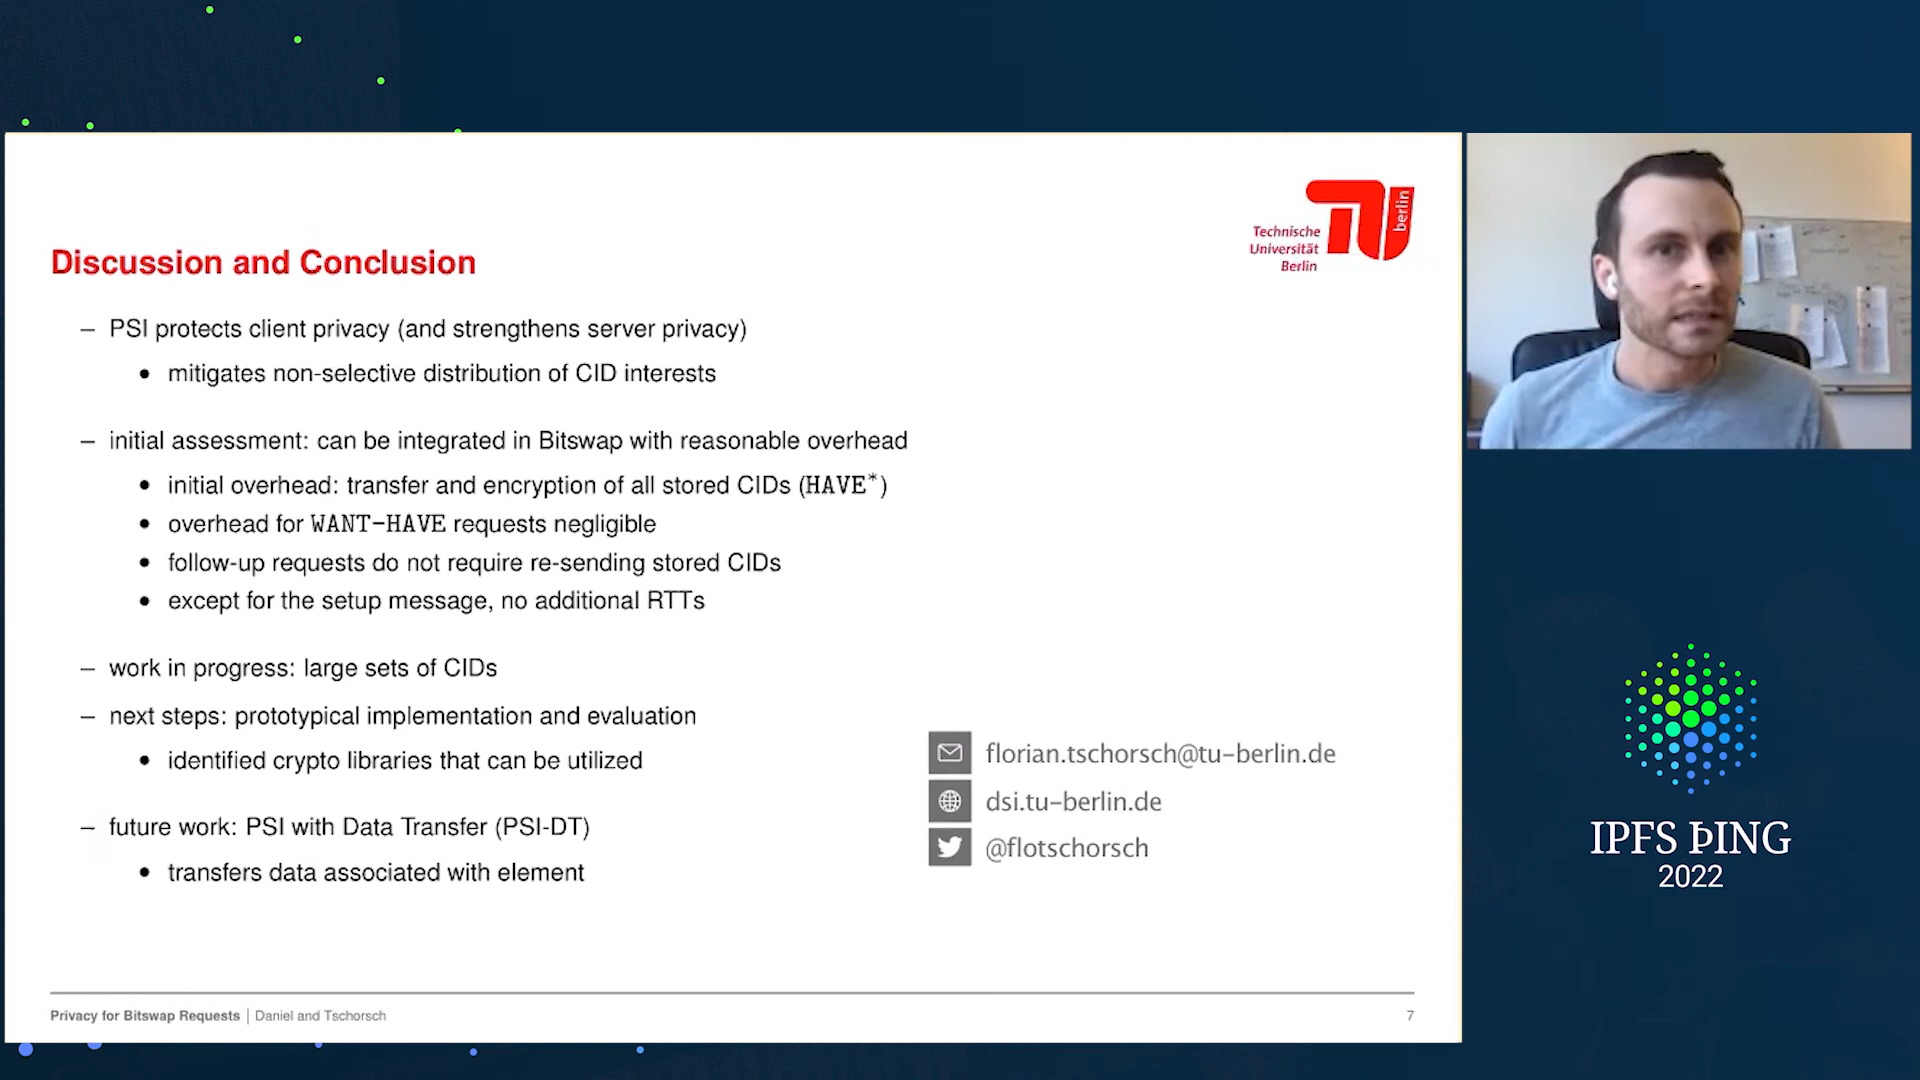 Technische
Universität
Berlin
berlin
Discussion and Conclusion
– PSI protects client privacy (and strengthens server privacy)
• mitigates non-selective distribution of CID interests
– initial assessment: can be integrated in Bitswap with reasonable overhead
• initial overhead: transfer and encryption of all stored CIDs (HAVE*)
• overhead for WANT-HAVE requests negligible
• follow-up requests do not require re-sending stored CIDs
• except for the setup message, no additional RTTs
– work in progress: large sets of CIDs
– next steps: prototypical implementation and evaluation
• identified crypto libraries that can be utilized
– future work: PSI with Data Transfer (PSI-DT)
• transfers data associated with element
florian.tschorsch@tu-berlin.de
dsi.tu-berlin.de
@flotschorsch
Privacy for Bitswap Requests | Daniel and Tschorsch
7
IPFS ÞING
2022